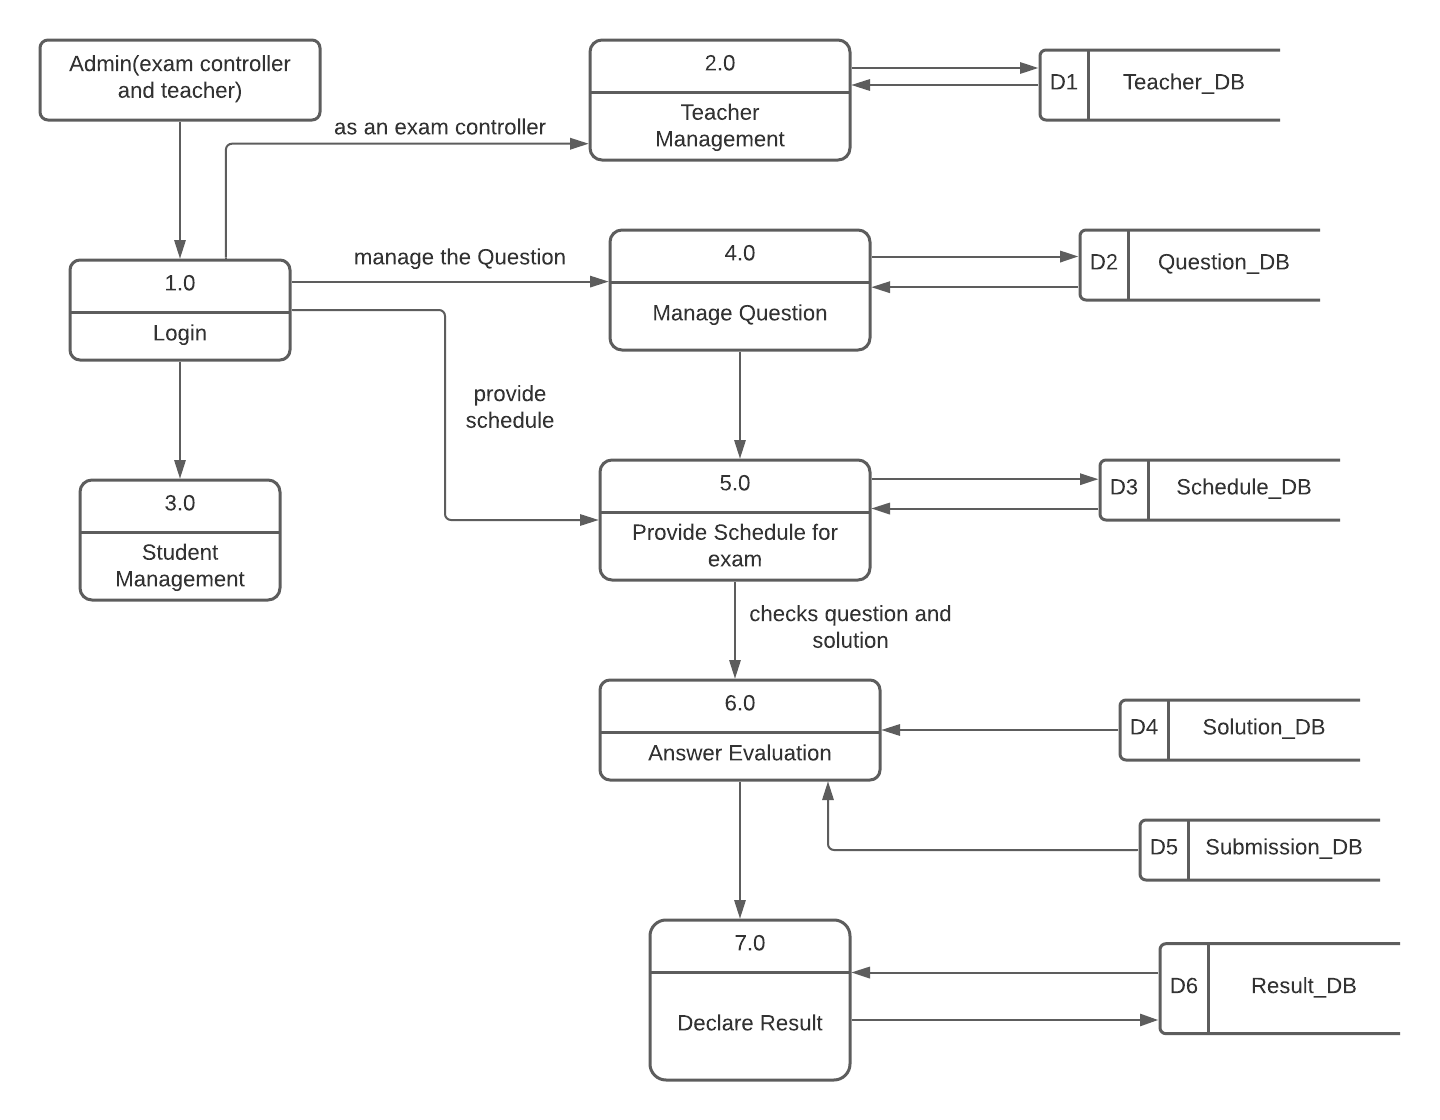 Admin(exam controller
and teacher)
2.0
Teacher
Management
D1
Teacher_DB
as an exam controller
1.0
Login
manage the Question
4.0
Manage Question
D2
Question_DB
provide
schedule
3.0
Student
Management
5.0
Provide Schedule for
exam
D3
Schedule_DB
checks question and
solution
6.0
Answer Evaluation
D4
Solution_DB
D5
Submission_DB
7.0
Declare Result
D6
Result_DB